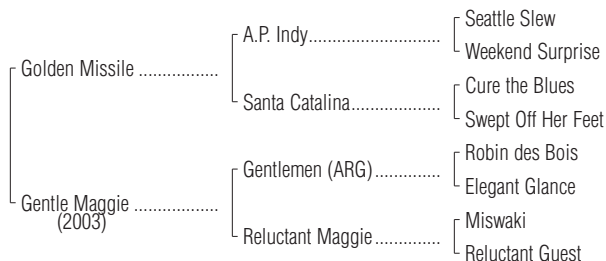 Seattle Slew
A.P. Indy..............................
Weekend Surprise
Golden Missile .................
Cure the Blues
Santa Catalina....................
Swept Off Her Feet
Robin des Bois
Gentlemen (ARG)...............
Elegant Glance
Gentle Maggie ..................
(2003)
Miswaki
Reluctant Maggie...............
Reluctant Guest